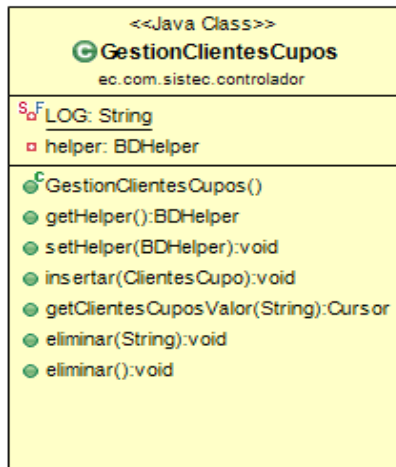 <<Java Class>>
GestionClientesCupos
ec.com.sistec.controlador
LOG: String
helper: BDHelper
GestionClientesCupos()
getHelper():BDHelper
setHelper(BDHelper):void
insertar(ClientesCupo):void
getClientesCuposValor(String):Cursor
eliminar(String):void
eliminar():void